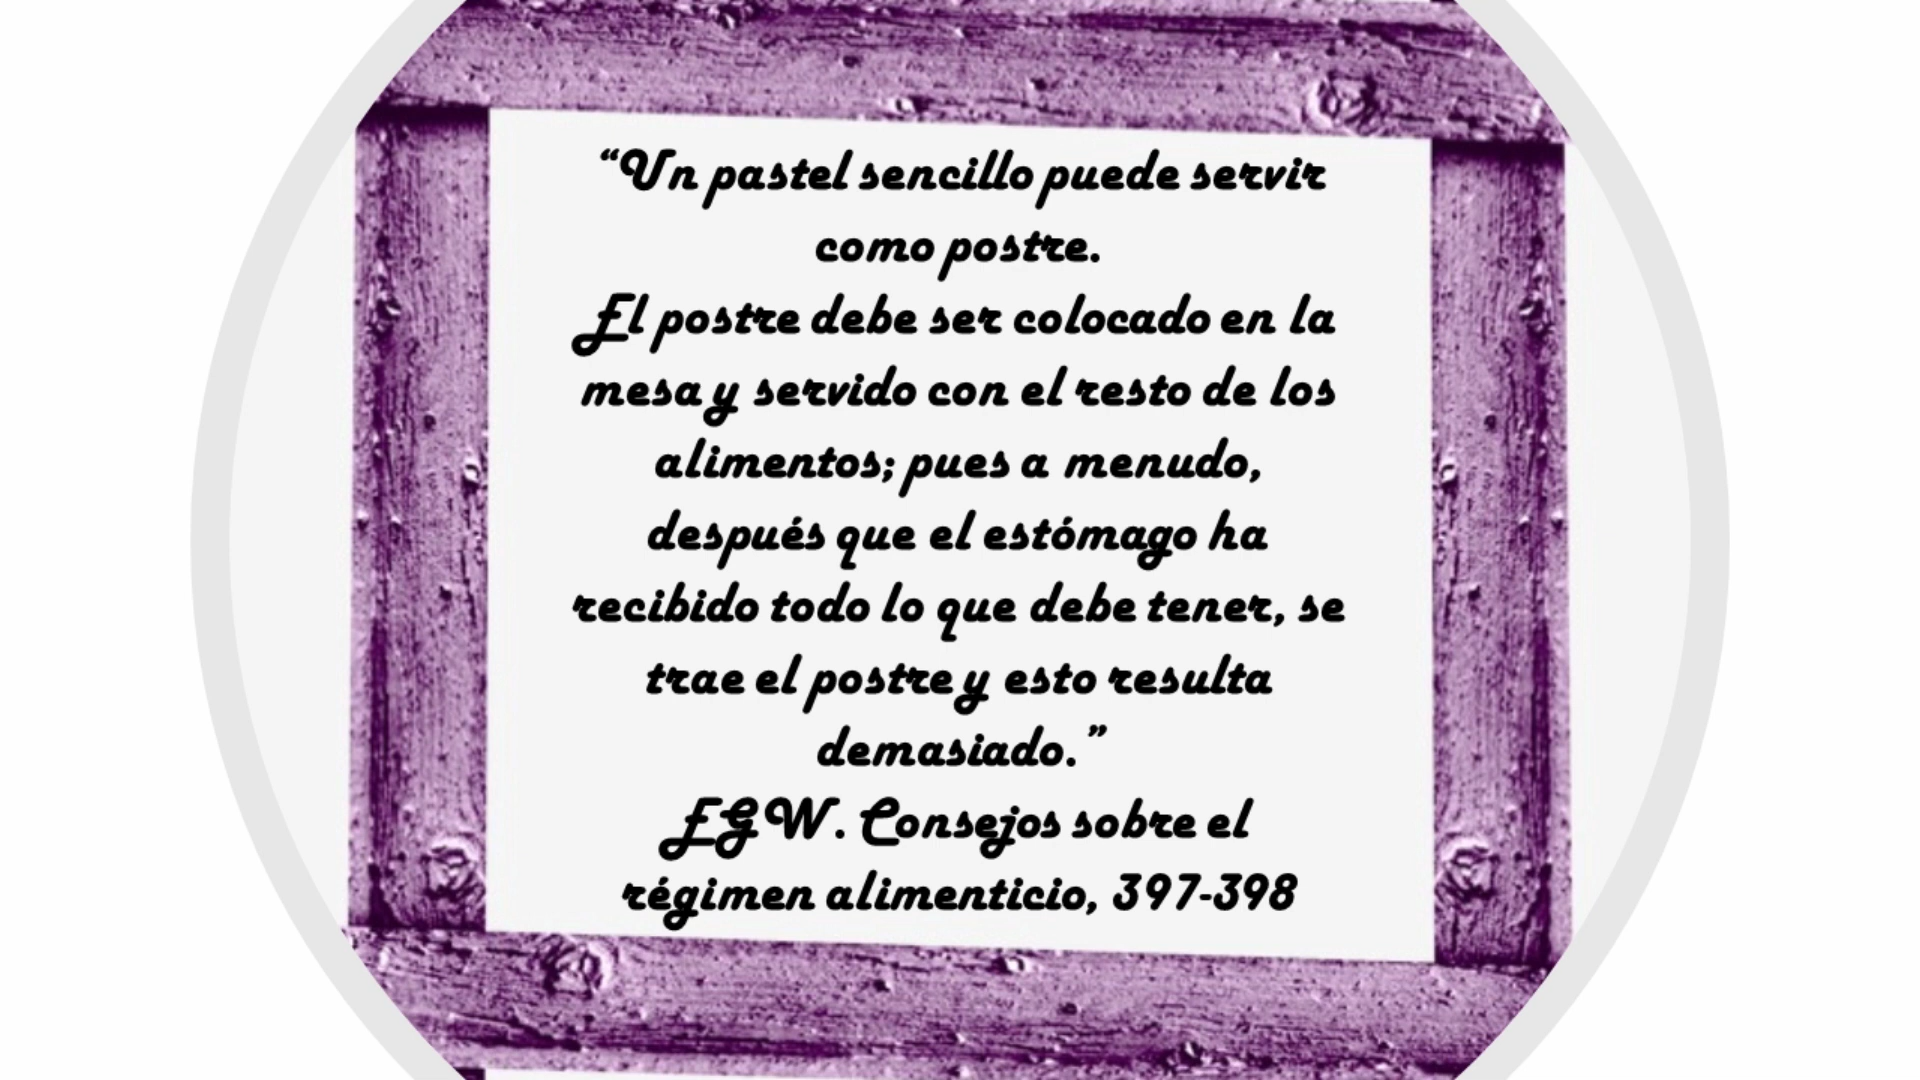 “Un pastel sencillo puede servir
como postre.
El postre debe ser colocado en la
mesa y servido con el resto de los
alimentos; pues a menudo,
después que el estómago ha
recibido todo lo que debe tener, se
trae el postre y esto resulta
demasiado.”
EGW. Consejos sobre el
régimen alimenticio, 397-398